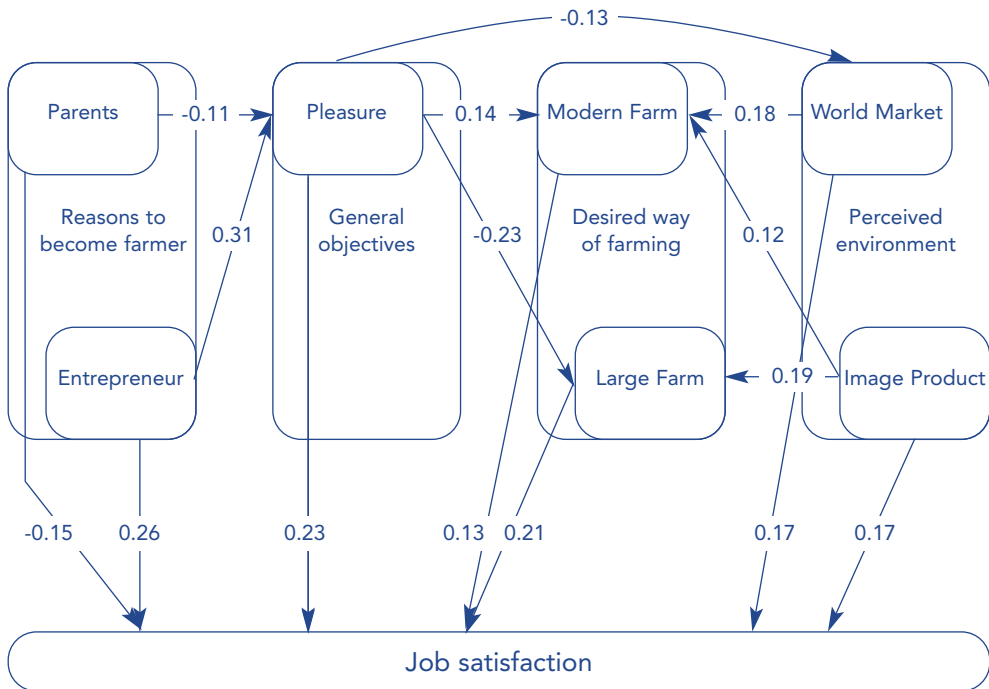 -0.13
Parents
-0.11
Pleasure
0.14
Modern Farm
0.18
World Market
Reasons to
become farmer
0.31
General
objectives
-0.23
Desired way
of farming
0.12
Perceived
environment
Entrepreneur
Large Farm
0.19
Image Product
-0.15
0.26
0.23
0.13
0.21
0.17
0.17
Job satisfaction